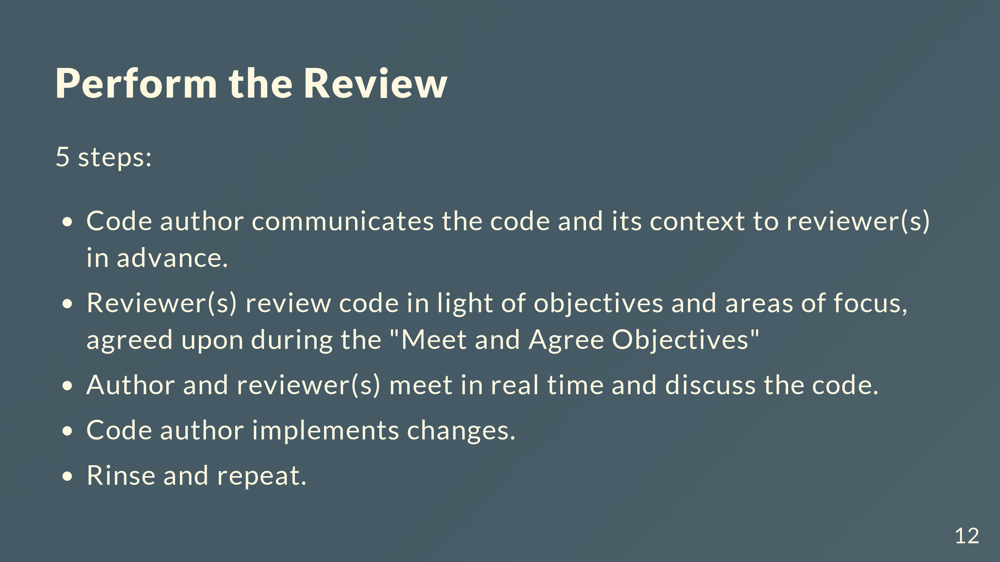 Perform the Review
5 steps:
• Code author communicates the code and its context to reviewer(s)
in advance.
• Reviewer(s) review code in light of objectives and areas of focus,
agreed upon during the "Meet and Agree Objectives"
• Author and reviewer(s) meet in real time and discuss the code.
• Code author implements changes.
• Rinse and repeat.
12